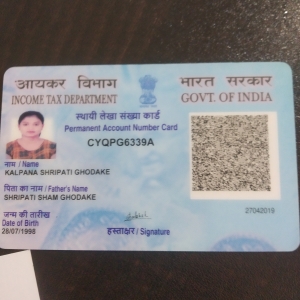 आयकर विभाग
INCOME TAX DEPARTMENT
भारत सरकार
GOVT. OF INDIA
स्थायी लेखा संख्या कार्ड
Permanent Account Number Card
CYQPG6339A
नाम / Name
KALPANA SHRIPATI GHODAKE
पिता का नाम / Father's Name
SHRIPATI SHAM GHODAKE
जन्म की तारीख
Date of Birth
28/07/1998
हस्ताक्षर / Signature
27042019